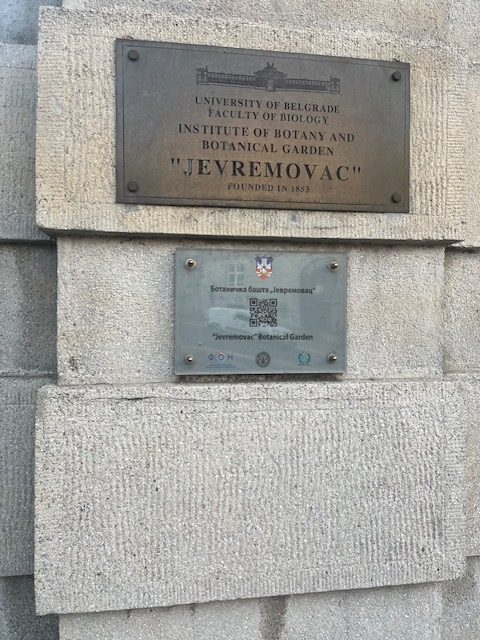 UNIVERSITY OF BELGRADE
FACULTY OF BIOLOGY
INSTITUTE OF BOTANY AND
BOTANICAL GARDEN
"JEVREMOVAC"
FOUNDED IN 1853
Ботаничка башта „Јевремовац“
"Jevremovac" Botanical Garden
ФОН